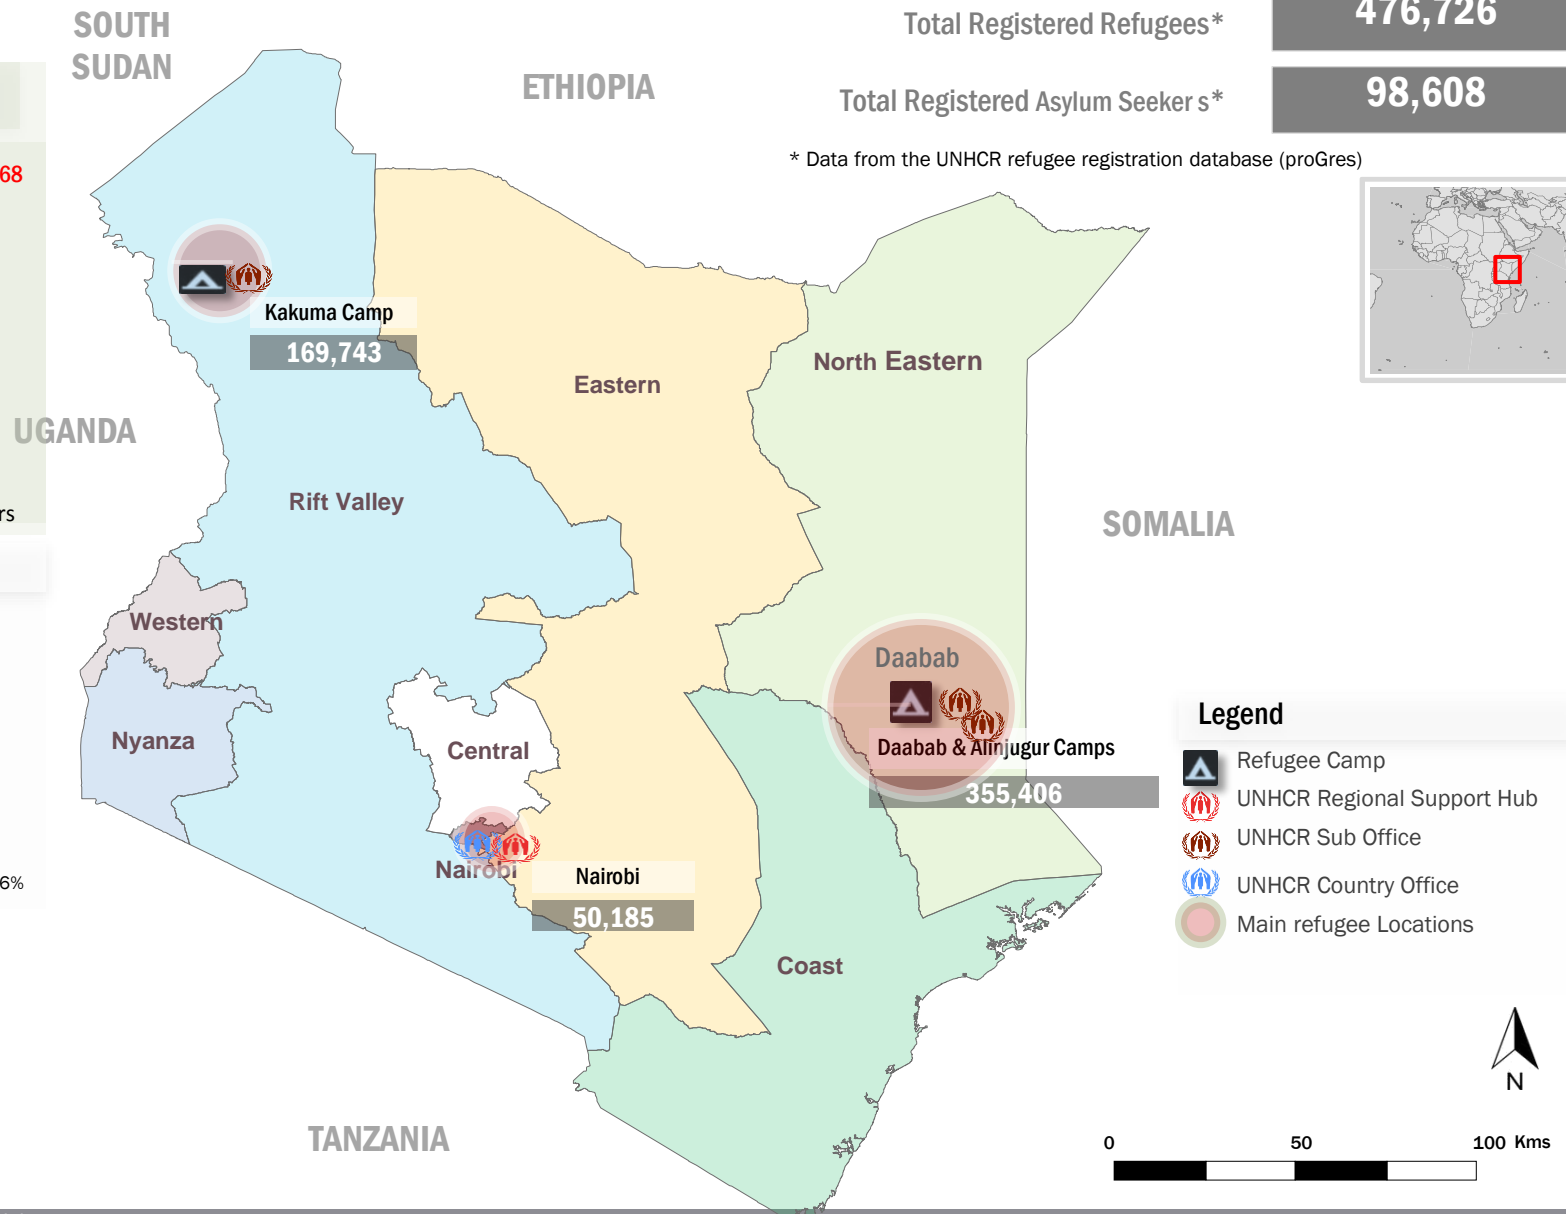 SOUTH
SUDAN
ETHIOPIA
Total Registered Refugees*
476,726
Total Registered Asylum Seeker s*
98,608
* Data from the UNHCR refugee registration database (proGres)
68
Kakuma Camp
169,743
North Eastern
Eastern
UGANDA
Rift Valley
rs
SOMALIA
Western
Daabab
Nyanza
Central
Daabab & Alinjugur Camps
355,406
Legend
Refugee Camp
UNHCR Regional Support Hub
UNHCR Sub Office
UNHCR Country Office
Main refugee Locations
Nairobi
Nairobi
50,185
6%
Coast
N
TANZANIA
0 50 100 Kms